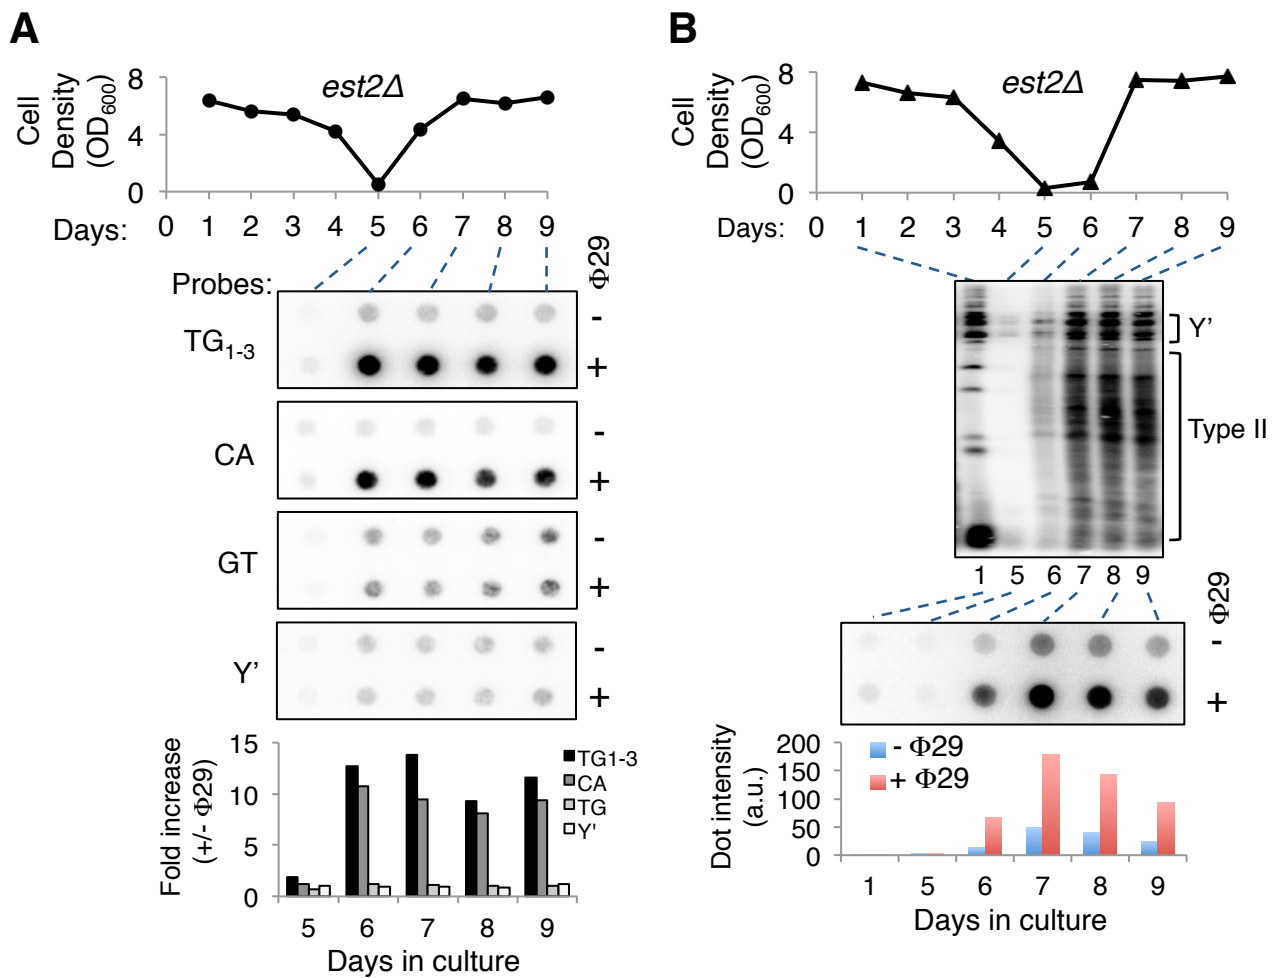 A
Cell
Density
(OD600)
8
4
0
est2Δ
Days: 0 1 2 3 4 5 6 7 8 9
Probes:
Φ29
TG1-3
-
+
CA
-
+
GT
-
+
Y'
-
+
Fold increase
(+/- Φ29)
15
10
5
0
TG1-3
CA
TG
Y'
5 6 7 8 9
Days in culture
B
Cell
Density
(OD600)
8
4
0
est2Δ
Days: 0 1 2 3 4 5 6 7 8 9
Y'
Type II
1 5 6 7 8 9
Φ29
-
+
Dot intensity
(a.u.)
200
150
100
50
0
- Φ29
+ Φ29
1 5 6 7 8 9
Days in culture